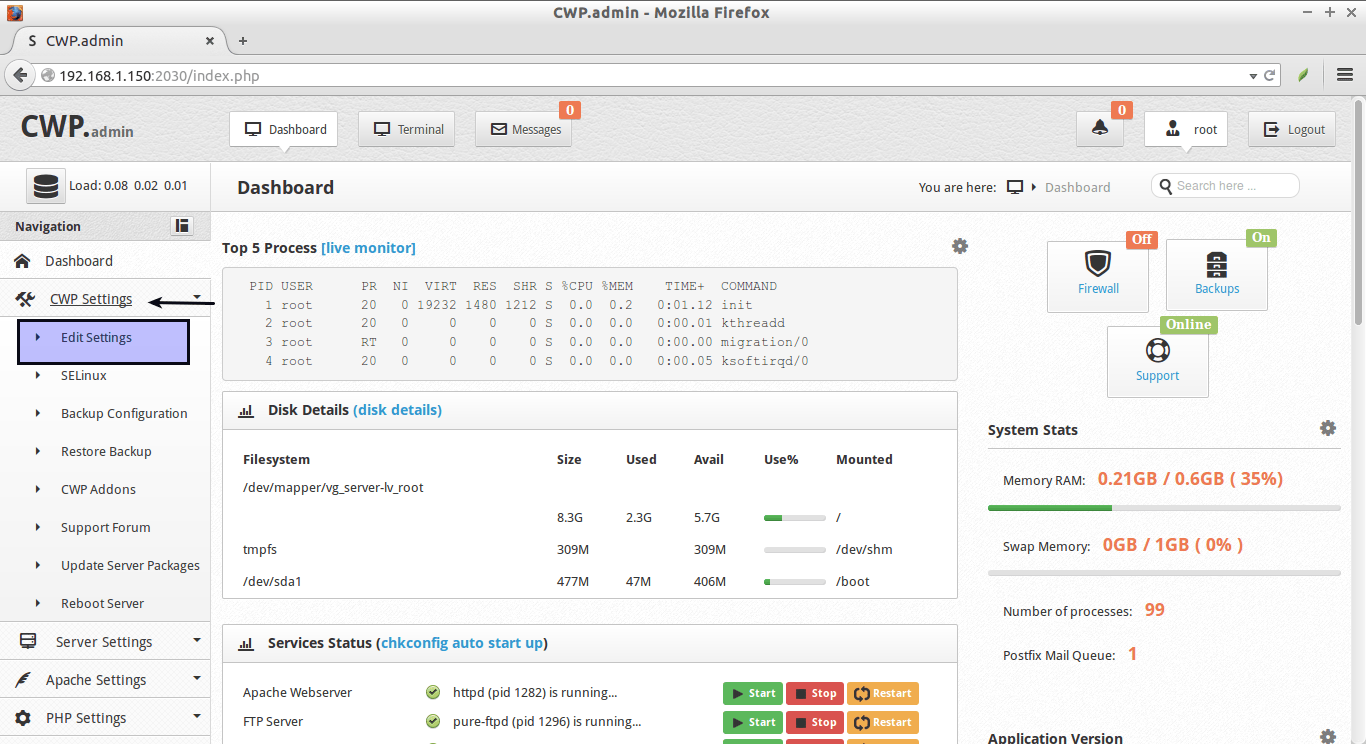 CWP.admin - Mozilla Firefox
S CWP.admin × +
192.168.1.150:2030/index.php
CWP.admin
Dashboard
Terminal
Messages
0
0
root
Logout
Load: 0.08 0.02 0.01
Dashboard
You are here:
Dashboard
Search here ...
Navigation
Dashboard
CWP Settings
Edit Settings
SELinux
Backup Configuration
Restore Backup
CWP Addons
Support Forum
Update Server Packages
Reboot Server
Server Settings
Apache Settings
PHP Settings
Top 5 Process [live monitor]
PID USER PR NI VIRT RES SHR S %CPU %MEM TIME+ COMMAND
1 root 20 0 19232 1480 1212 S 0.0 0.2 0:01.12 init
2 root 20 0 0 0 0 S 0.0 0.0 0:00.01 kthreadd
3 root RT 0 0 0 0 S 0.0 0.0 0:00.00 migration/0
4 root 20 0 0 0 0 S 0.0 0.0 0:00.05 ksoftirqd/0
Disk Details (disk details)
Filesystem Size Used Avail Use% Mounted
/dev/mapper/vg_server-lv_root
8.3G 2.3G 5.7G /
tmpfs 309M 309M /dev/shm
/dev/sda1 477M 47M 406M /boot
Services Status (chkconfig auto start up)
Apache Webserver httpd (pid 1282) is running... Start Stop Restart
FTP Server pure-ftpd (pid 1296) is running... Start Stop Restart
Off
Firewall
On
Backups
Online
Support
System Stats
Memory RAM: 0.21GB / 0.6GB ( 35%)
Swap Memory: 0GB / 1GB ( 0% )
Number of processes: 99
Postfix Mail Queue: 1
Application Version